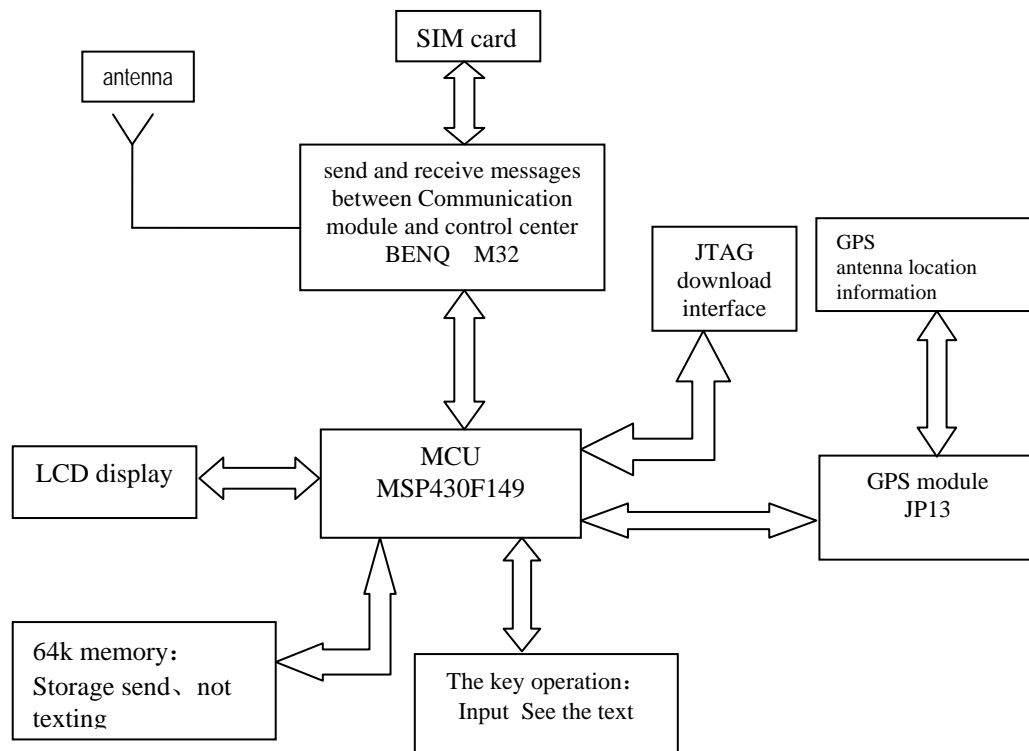 SIM card
antenna
send and receive messages
between Communication
module and control center
BENQ M32
JTAG
download
interface
GPS
antenna location
information
MCU
MSP430F149
LCD display
GPS module
JP13
64k memory：
Storage send、not
texting
The key operation：
Input See the text